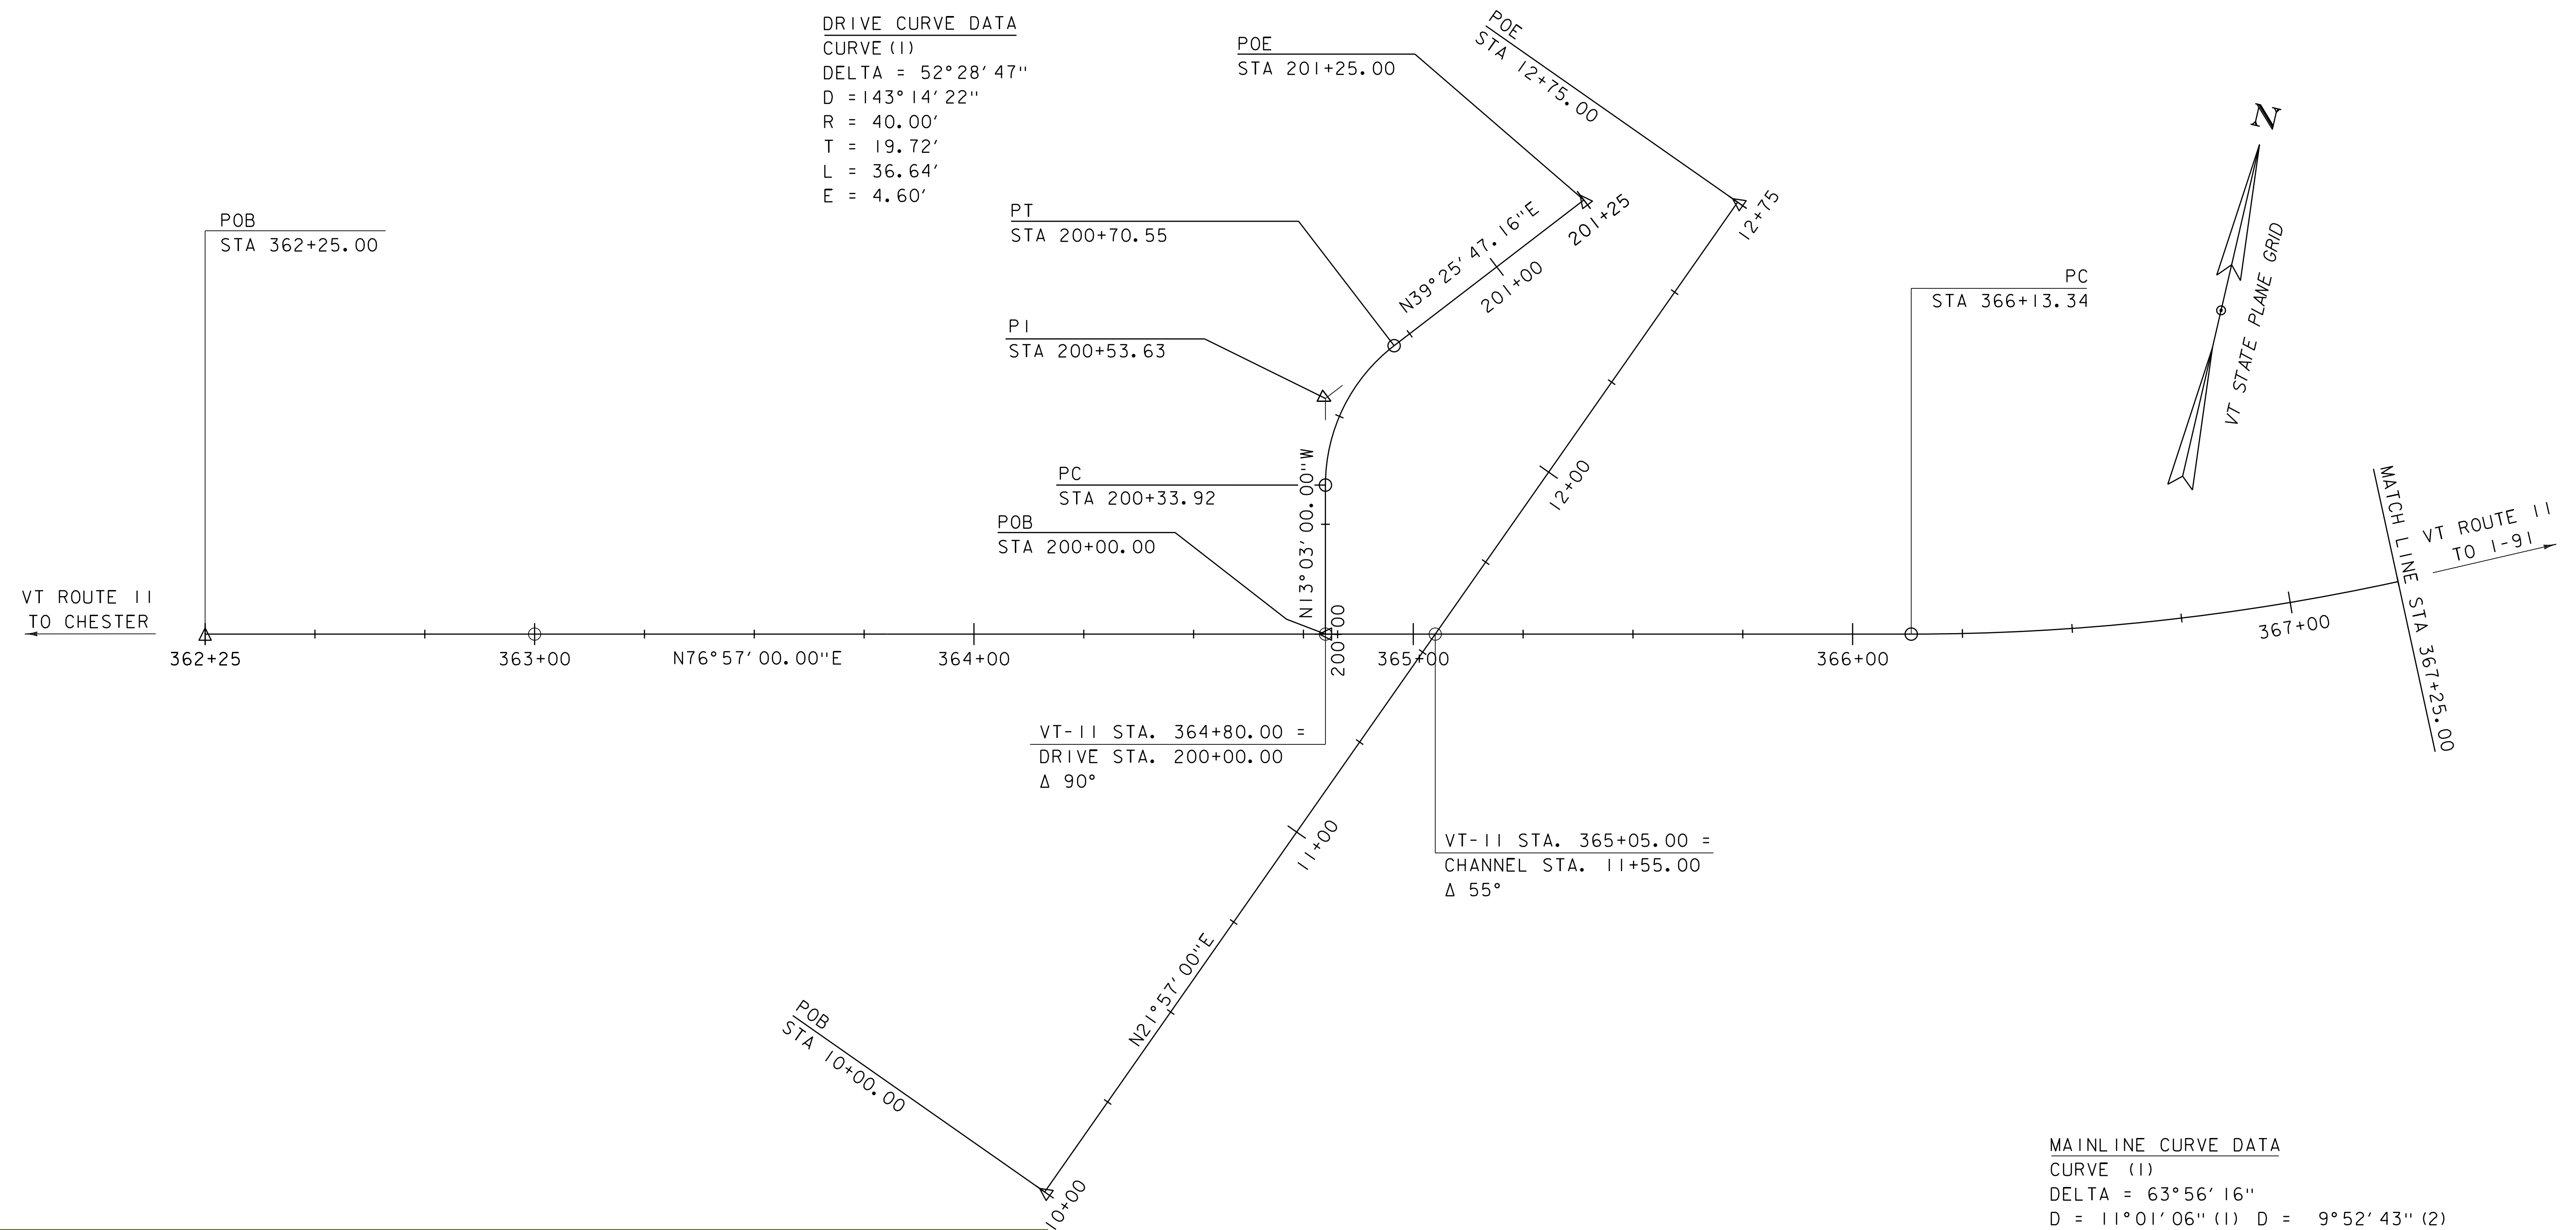 DRIVE CURVE DATA
CURVE (1)
DELTA = 52°28'47"
D =143°14'22"
R = 40.00'
T = 19.72'
L = 36.64'
E = 4.60'
POE
STA 201+25.00
POE
STA 12+75.00
N
VT STATE PLANE GRID
POB
STA 362+25.00
PT
STA 200+70.55
N39°25'47.16"E
201+25
201+00
12+75
PI
STA 200+53.63
PC
STA 366+13.34
PC
STA 200+33.92
N13°03'00.00"W
POB
STA 200+00.00
12+00
MATCH LINE STA 367+25.00
VT ROUTE 11
TO I-91
VT ROUTE 11
TO CHESTER
362+25
363+00
N76°57'00.00"E
364+00
200+00
365+00
366+00
367+00
VT-11 STA. 364+80.00 =
DRIVE STA. 200+00.00
Δ 90°
VT-11 STA. 365+05.00 =
CHANNEL STA. 11+55.00
Δ 55°
11+00
N21°57'00"E
POB
STA 10+00.00
10+00
MAINLINE CURVE DATA
CURVE (1)
DELTA = 63°56'16"
D = 11°01'06"(1) D = 9°52'43"(2)